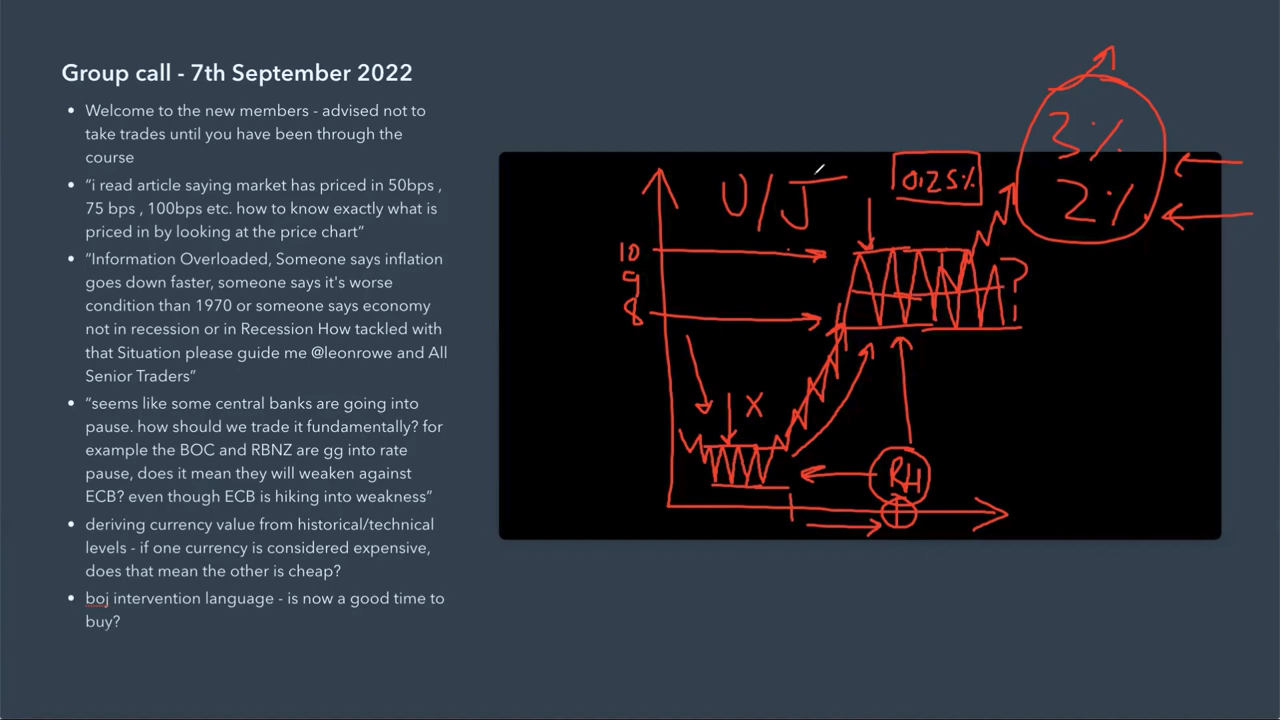 Group call - 7th September 2022
• Welcome to the new members - advised not to
take trades until you have been through the
course
• “i read article saying market has priced in 50bps ,
75 bps , 100bps etc. how to know exactly what is
priced in by looking at the price chart”
• “Information Overloaded, Someone says inflation
goes down faster, someone says it's worse
condition than 1970 or someone says economy
not in recession or in Recession How tackled with
that Situation please guide me @leonrowe and All
Senior Traders”
• “seems like some central banks are going into
pause. how should we trade it fundamentally? for
example the BOC and RBNZ are gg into rate
pause, does it mean they will weaken against
ECB? even though ECB is hiking into weakness”
• deriving currency value from historical/technical
levels - if one currency is considered expensive,
does that mean the other is cheap?
• boj intervention language - is now a good time to
buy?
U/J
0.25%
3%
2%
10
9
8
?
X
RH